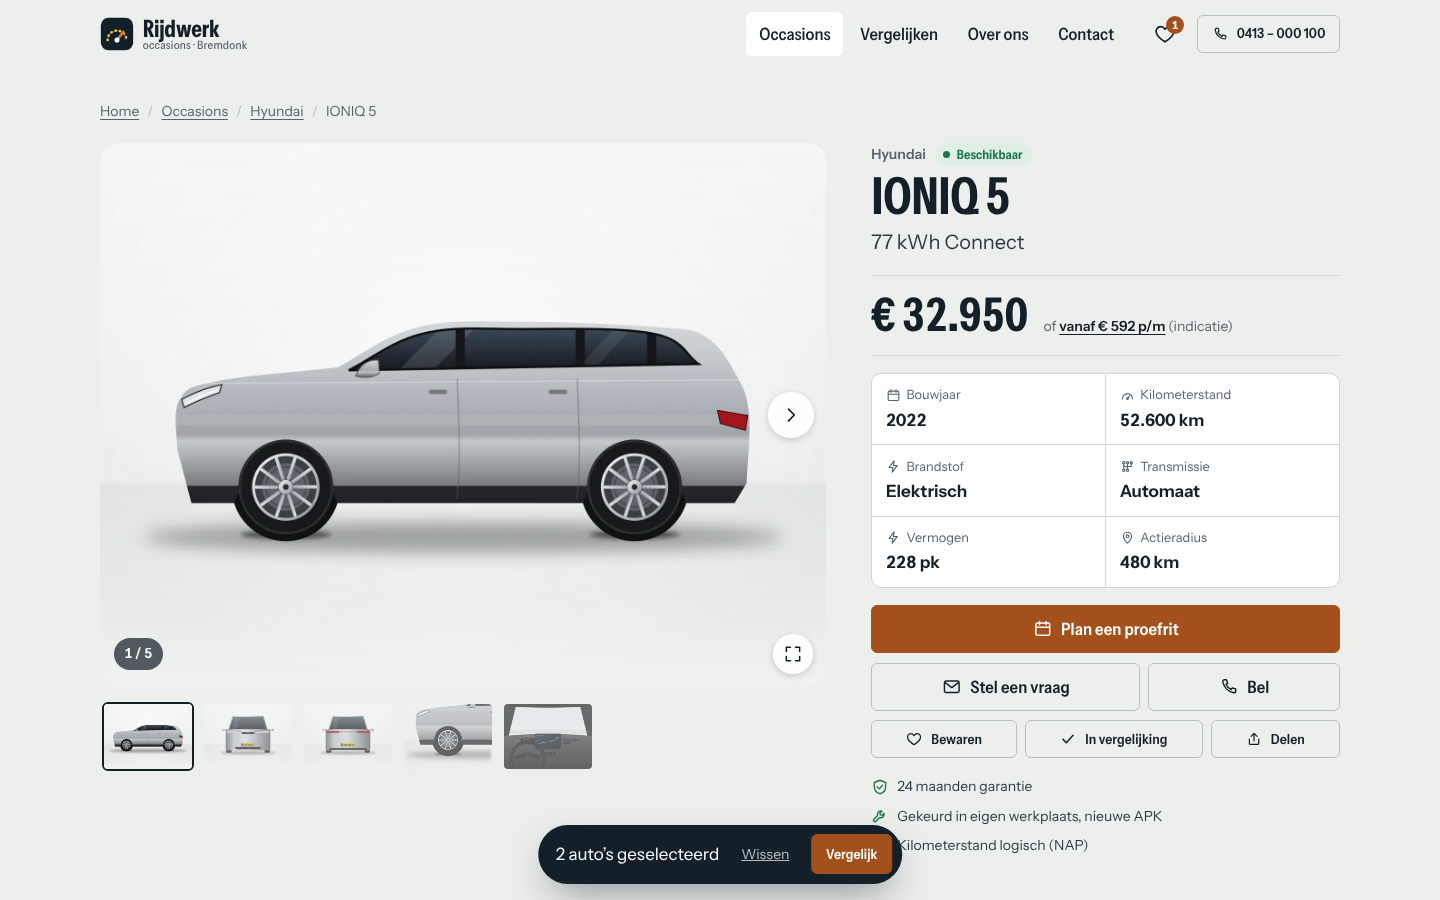 Rijdwerk
occasions · Bremdonk
Occasions
Vergelijken
Over ons
Contact
1
0413 – 000 100
Home / Occasions / Hyundai / IONIQ 5
Hyundai
Beschikbaar
IONIQ 5
77 kWh Connect
€ 32.950
of vanaf € 592 p/m (indicatie)
Bouwjaar
2022
Kilometerstand
52.600 km
Brandstof
Elektrisch
Transmissie
Automaat
Vermogen
228 pk
Actieradius
480 km
1 / 5
Plan een proefrit
Stel een vraag
Bel
Bewaren
In vergelijking
Delen
24 maanden garantie
Gekeurd in eigen werkplaats, nieuwe APK
Kilometerstand logisch (NAP)
2 auto’s geselecteerd
Wissen
Vergelijk